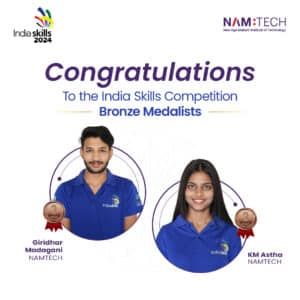 India
skills
2024
NAM:TECH
New Age Makers' Institute of Technology
Congratulations
To the India Skills Competition
Bronze Medalists
Giridhar
Madagani
NAMTECH
KM Astha
NAMTECH